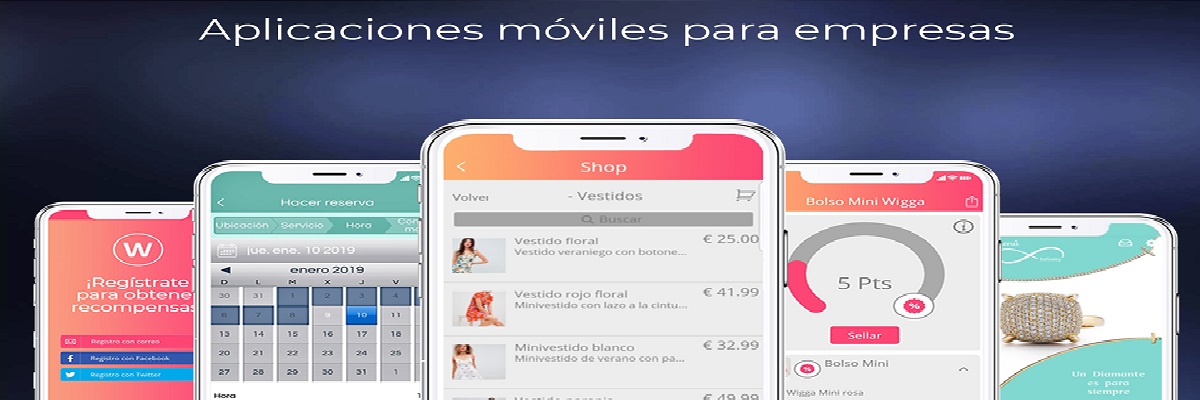 Aplicaciones móviles para empresas
W
¡Regístrate
para obtener
recompensas
Registro con correo
Registro con Facebook
Registro con Twitter
Hacer reserva
Ubicación
Servicio
Hora
jue. ene. 10 2019
enero 2019
D L M M J V
30 31 1 2 3 4
6 7 8 9 10 11
13 14 15 16 17 18
20 21 22 23 24 25
27 28 29 30 31 1
Hora
Shop
Volver
- Vestidos
Buscar
Vestido floral
€ 25.00
Vestido veraniego con botone...
Vestido rojo floral
€ 41.99
Minivestido con lazo a la cintu...
Minivestido blanco
€ 32.99
Minivestido de verano con pa...
€ 49.99
Bolso Mini Wigga
5 Pts
%
Sellar
%
Bolso Mini
Wigga Mini rosa
Un Diamante
es para
siempre